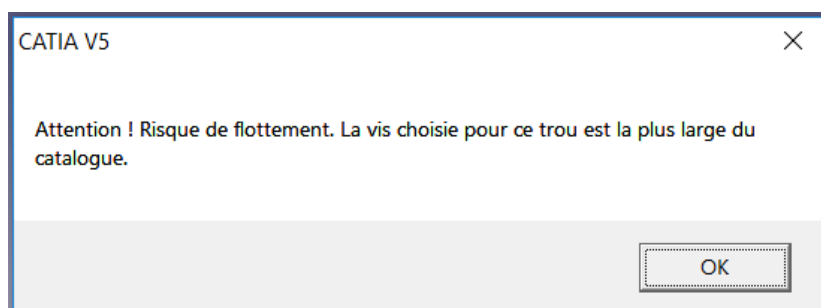 CATIA V5
Attention ! Risque de flottement. La vis choisie pour ce trou est la plus large du
catalogue.
OK